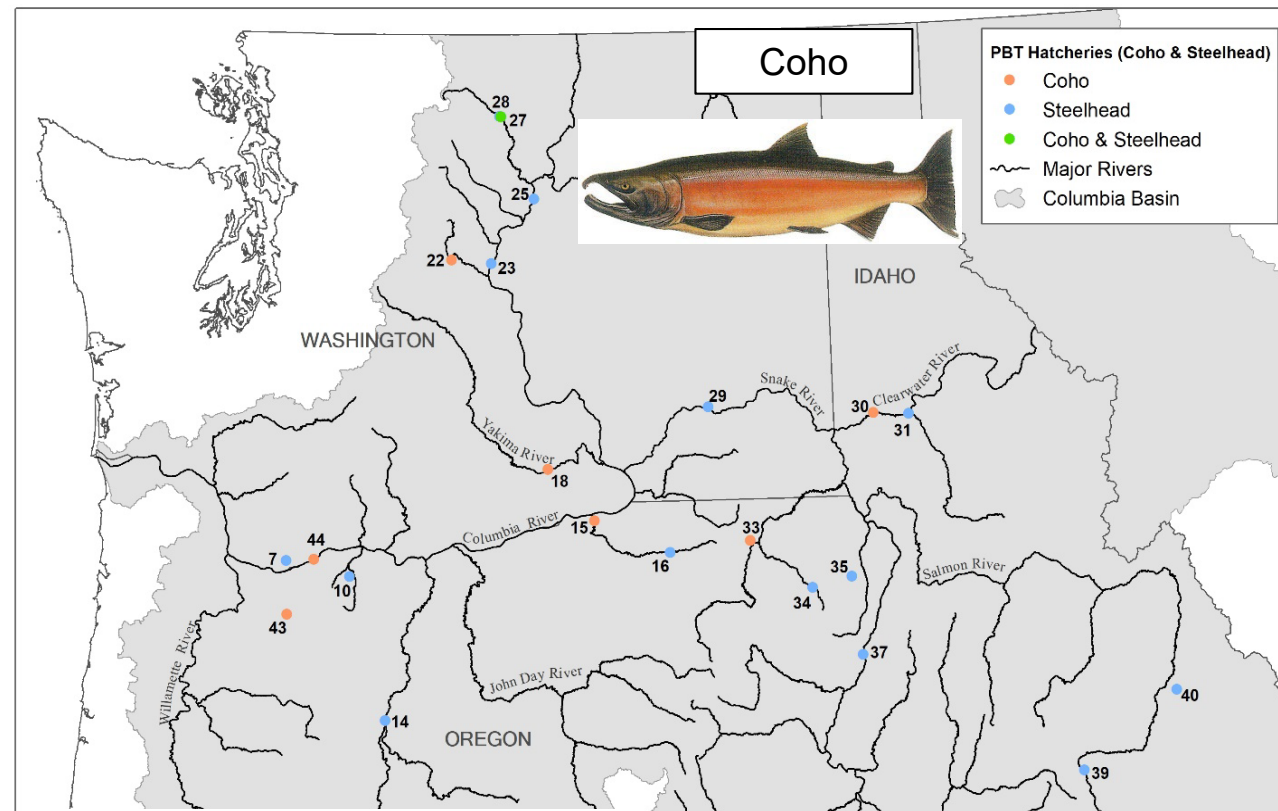 Coho
PBT Hatcheries (Coho & Steelhead)
Coho
Steelhead
Coho & Steelhead
Major Rivers
Columbia Basin
28
27
25
22
23
IDAHO
WASHINGTON
Snake River
Clearwater River
29
30
31
Yakima River
18
Columbia River
15
33
44
7
16
35
10
34
Salmon River
43
Willamette River
37
John Day River
40
14
OREGON
39